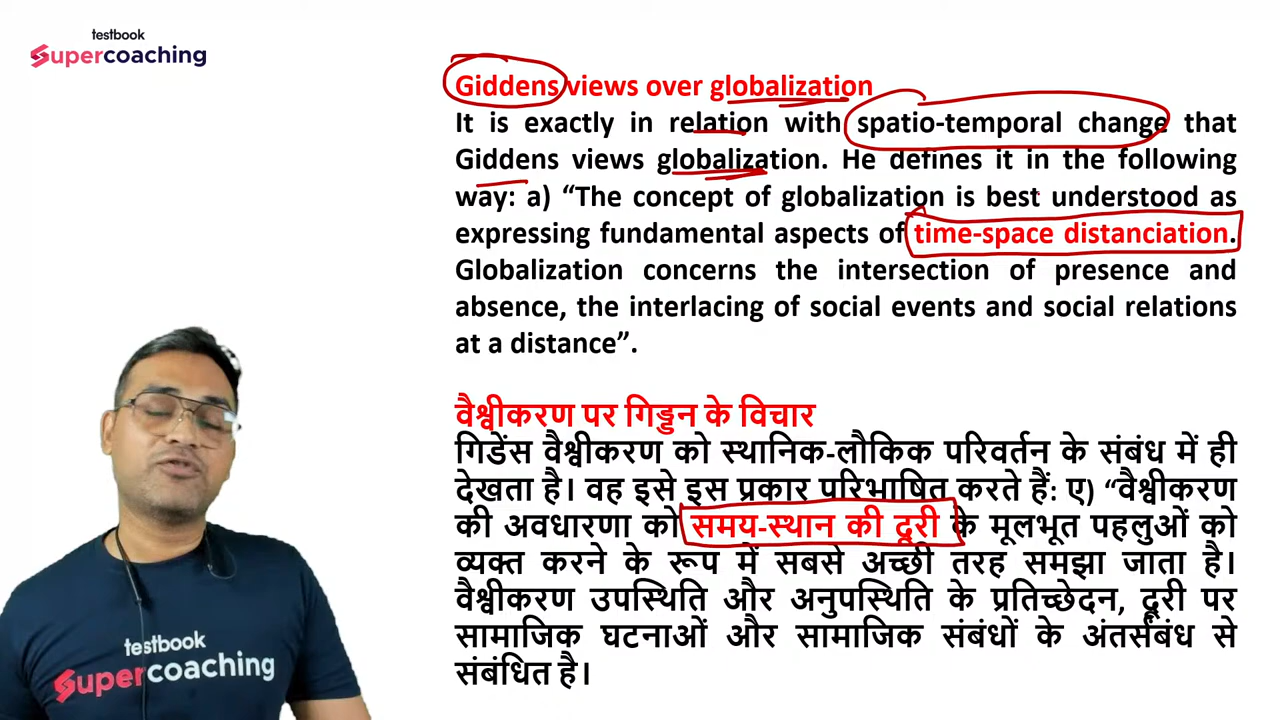 testbook
Supercoaching
Giddens views over globalization
It is exactly in relation with spatio-temporal change that
Giddens views globalization. He defines it in the following
way: a) “The concept of globalization is best understood as
expressing fundamental aspects of time-space distanciation.
Globalization concerns the intersection of presence and
absence, the interlacing of social events and social relations
at a distance”.
वैश्वीकरण पर गिड्डन के विचार
गिडेंस वैश्वीकरण को स्थानिक-लौकिक परिवर्तन के संबंध में ही
देखता है। वह इसे इस प्रकार परिभाषित करते हैं: ए) “वैश्वीकरण
की अवधारणा को समय-स्थान की दूरी के मूलभूत पहलुओं को
व्यक्त करने के रूप में सबसे अच्छी तरह समझा जाता है।
वैश्वीकरण उपस्थिति और अनुपस्थिति के प्रतिच्छेदन, दूरी पर
सामाजिक घटनाओं और सामाजिक संबंधों के अंतर्संबंध से
संबंधित है।
testbook
Supercoaching